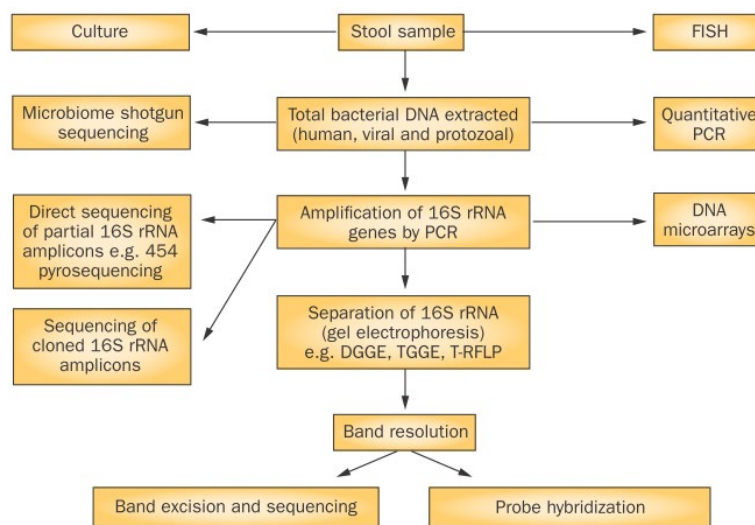 Culture
Stool sample
FISH
Microbiome shotgun
sequencing
Total bacterial DNA extracted
(human, viral and protozoal)
Quantitative
PCR
Direct sequencing
of partial 16S rRNA
amplicons e.g. 454
pyrosequencing
Amplification of 16S rRNA
genes by PCR
DNA
microarrays
Sequencing of
cloned 16S rRNA
amplicons
Separation of 16S rRNA
(gel electrophoresis)
e.g. DGGE, TGGE, T-RFLP
Band resolution
Band excision and sequencing
Probe hybridization